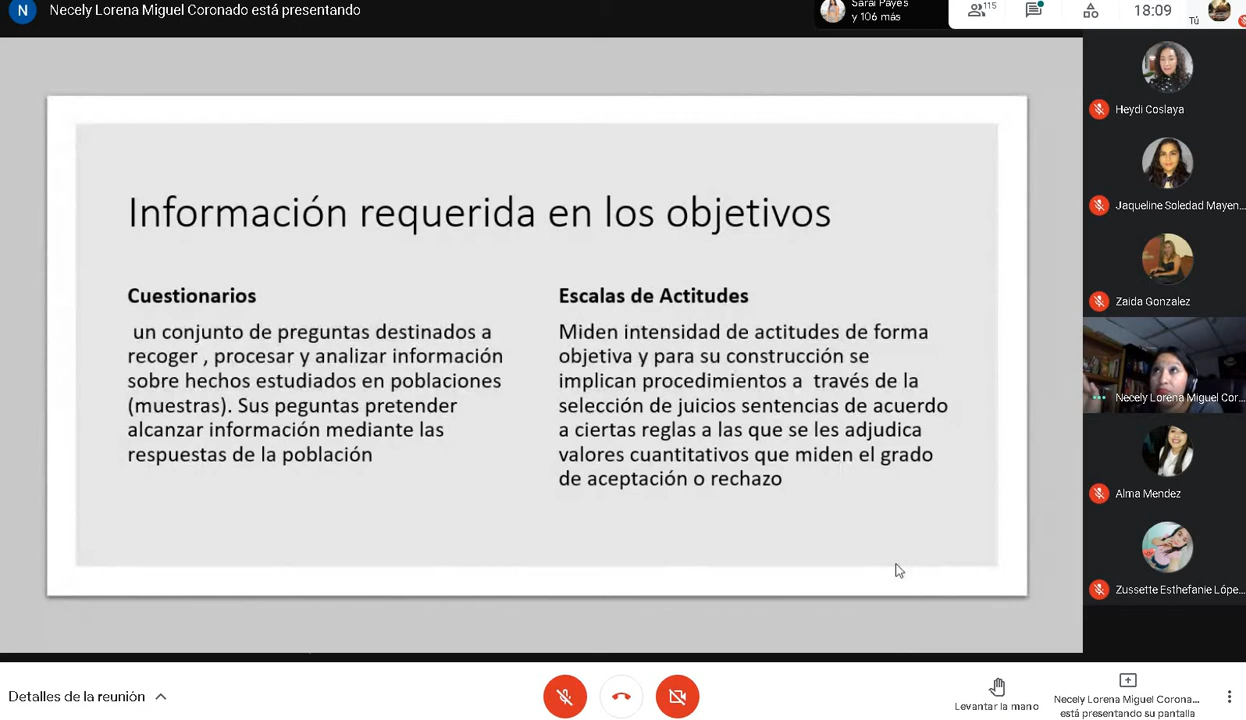 N
Necely Lorena Miguel Coronado está presentando
Sarai Payes
y 106 más
115
18:09
Tú
Información requerida en los objetivos
Cuestionarios
un conjunto de preguntas destinados a
recoger , procesar y analizar información
sobre hechos estudiados en poblaciones
(muestras). Sus peguntas pretender
alcanzar información mediante las
respuestas de la población
Escalas de Actitudes
Miden intensidad de actitudes de forma
objetiva y para su construcción se
implican procedimientos a través de la
selección de juicios sentencias de acuerdo
a ciertas reglas a las que se les adjudica
valores cuantitativos que miden el grado
de aceptación o rechazo
Heydi Coslaya
Jaqueline Soledad Mayen...
Zaida Gonzalez
Necely Lorena Miguel Cor...
Alma Mendez
Zussette Esthefanie Lópe...
Detalles de la reunión
Levantar la mano
Necely Lorena Miguel Corona...
está presentando su pantalla